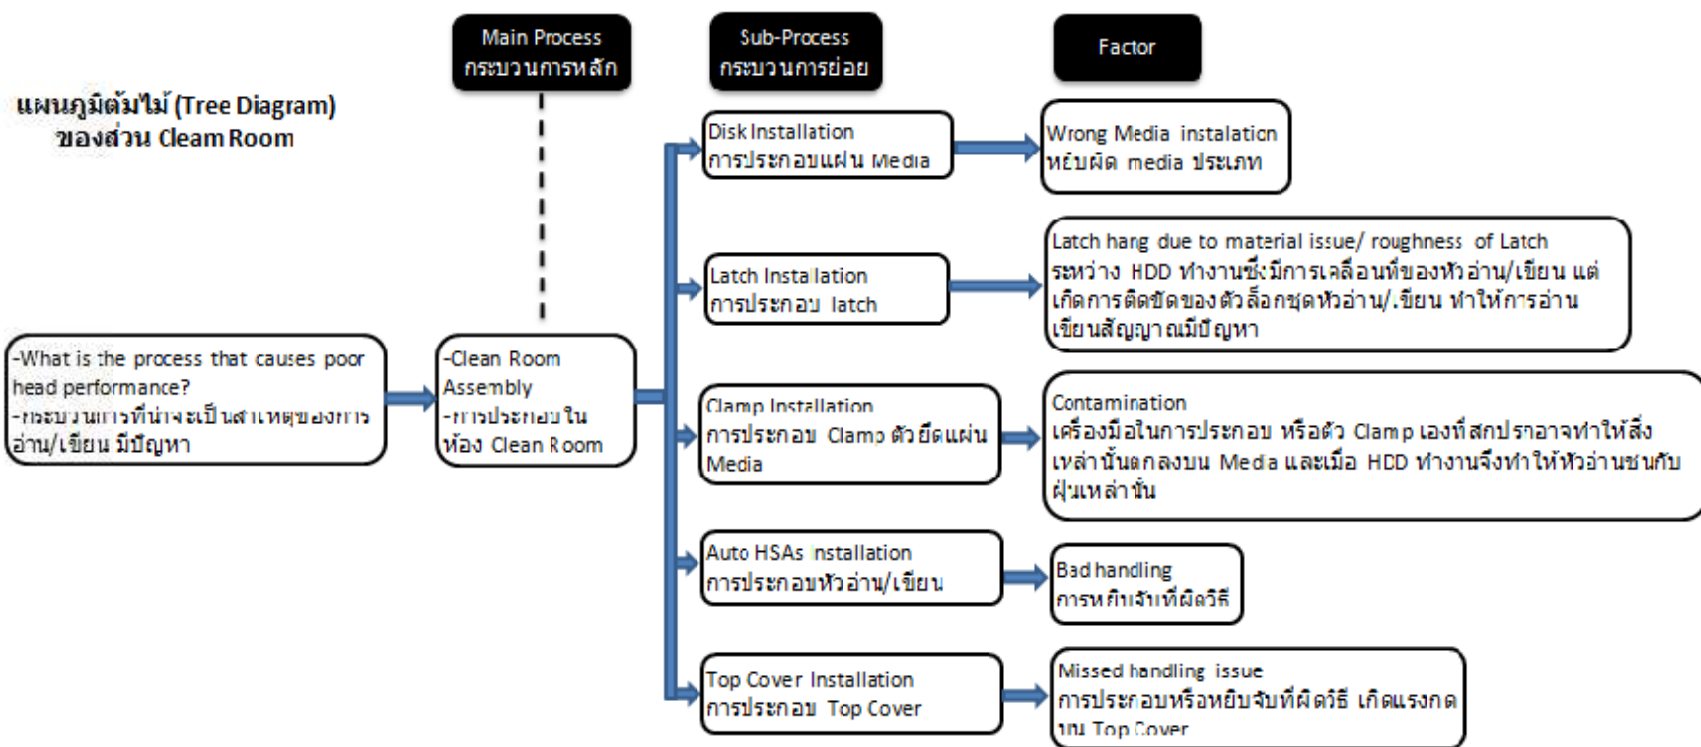 Main Process
กระบวนการหลัก
Sub-Process
กระบวนการย่อย
Factor
แผนภูมิต้มไม้ (Tree Diagram)
ของส่วน Cleam Room
Disk Installation
การประกอบแผ่น Media
Wrong Media instalation
หยิบผิด media ประเภท
Latch Installation
การประกอบ latch
Latch hang due to material issue/ roughness of Latch
ระหว่าง HDD ทำงานซึ่งมีการเคลื่อนที่ของหัวอ่าน/เขียน แต่
เกิดการติดขัดของตัวล็อกชุดหัวอ่าน/เขียน ทำให้การอ่าน
เขียนสัญญาณมีปัญหา
-What is the process that causes poor
head performance?
-กระบวนการที่น่าจะเป็นสาเหตุของการ
อ่าน/เขียน มีปัญหา
-Clean Room
Assembly
-การประกอบใน
ห้อง Clean Room
Clamp Installation
การประกอบ Clamp ตัวยึดแผ่น
Media
Contamination
เครื่องมือในการประกอบ หรือตัว Clamp เองที่สกปราอาจทำให้สิ่ง
เหล่านั้นตกลงบน Media และเมื่อ HDD ทำงานจึงทำให้หัวอ่านชนกับ
ฝุ่นเหล่านั้น
Auto HSAs Installation
การประกอบหัวอ่าน/เขียน
Bad handling
การหยิบจับที่ผิดวิธี
Top Cover Installation
การประกอบ Top Cover
Missed handling issue
การประกอบหรือหยิบจับที่ผิดวิธี เกิดแรงกด
บน Top Cover